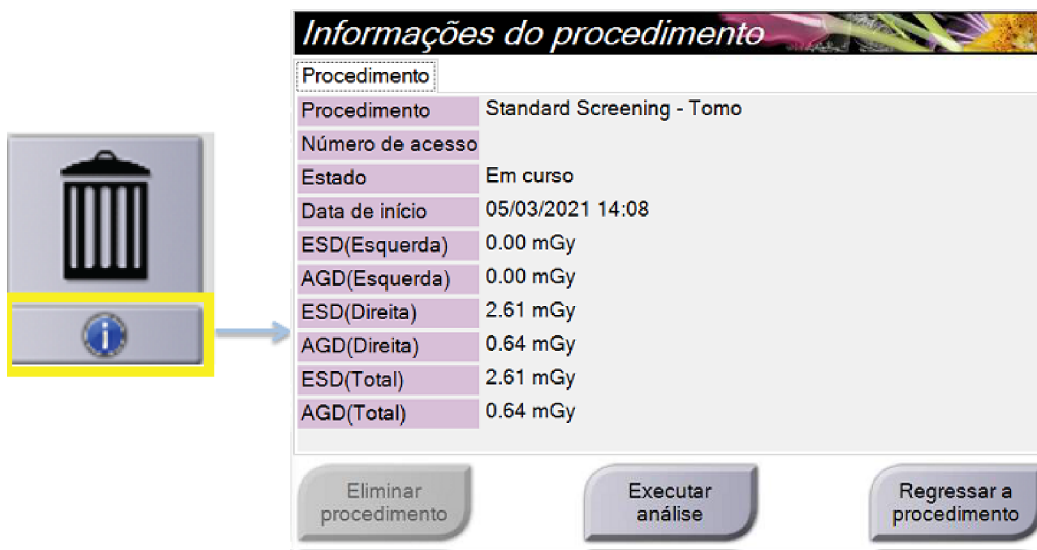 Informações do procedimento
Procedimento
Procedimento Standard Screening - Tomo
Número de acesso
Estado Em curso
Data de início 05/03/2021 14:08
ESD(Esquerda) 0.00 mGy
AGD(Esquerda) 0.00 mGy
ESD(Direita) 2.61 mGy
AGD(Direita) 0.64 mGy
ESD(Total) 2.61 mGy
AGD(Total) 0.64 mGy
Eliminar
procedimento
Executar
análise
Regressar a
procedimento